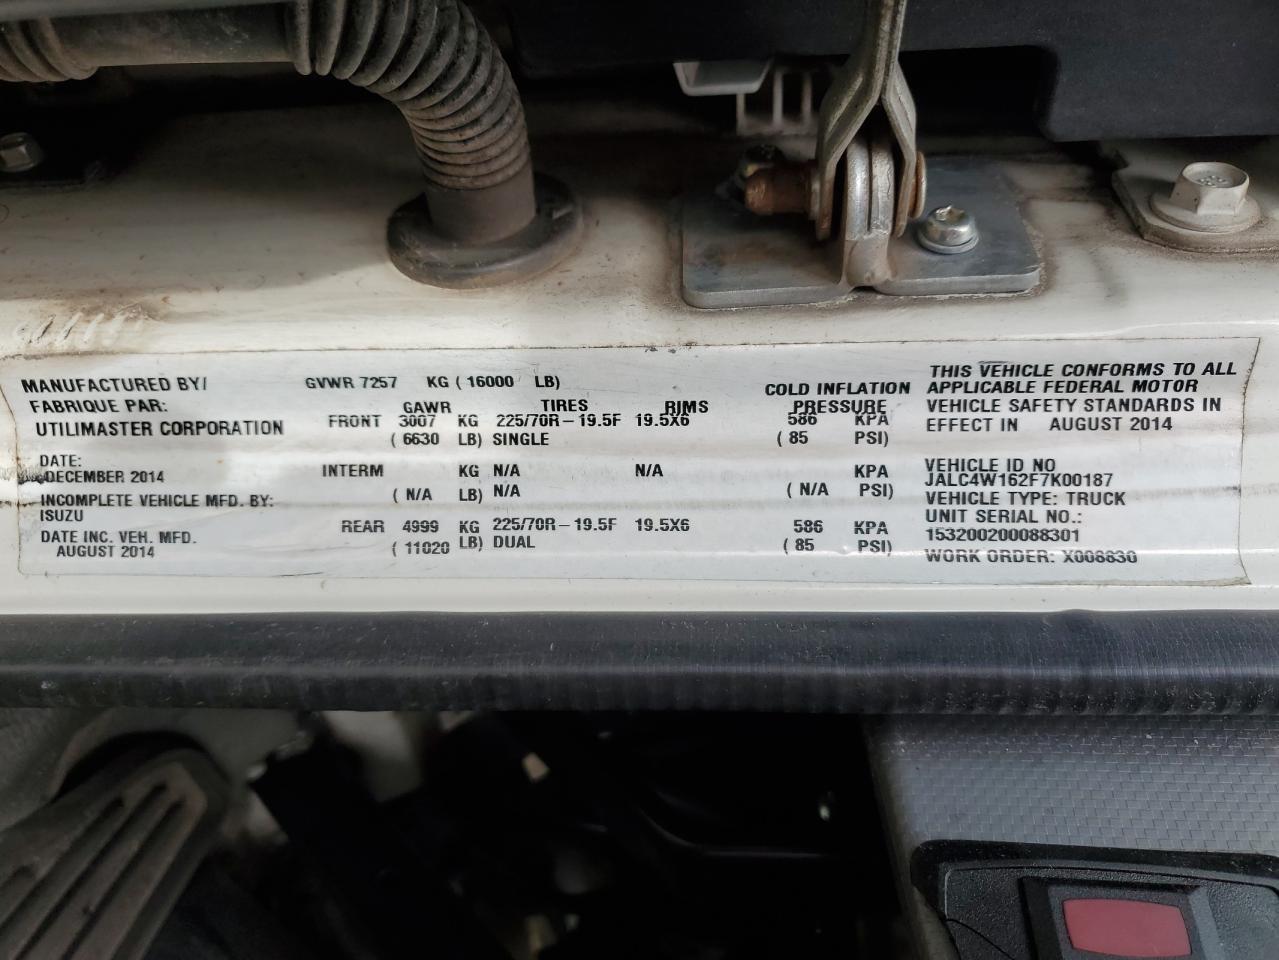 MANUFACTURED BY/
FABRIQUE PAR:
UTILIMASTER CORPORATION
DATE:
DECEMBER 2014
INCOMPLETE VEHICLE MFD. BY:
ISUZU
DATE INC. VEH. MFD.
AUGUST 2014
GVWR 7257 KG ( 16000 LB)
GAWR TIRES RIMS COLD INFLATION PRESSURE
FRONT 3007 KG 225/70R-19.5F 19.5X6 586 KPA
( 6630 LB) SINGLE ( 85 PSI)
INTERM KG N/A N/A KPA
( N/A LB) N/A ( N/A PSI)
REAR 4999 KG 225/70R-19.5F 19.5X6 586 KPA
( 11020 LB) DUAL ( 85 PSI)
THIS VEHICLE CONFORMS TO ALL
APPLICABLE FEDERAL MOTOR
VEHICLE SAFETY STANDARDS IN
EFFECT IN AUGUST 2014
VEHICLE ID NO
JALC4W162F7K00187
VEHICLE TYPE: TRUCK
UNIT SERIAL NO.:
153200200088301
WORK ORDER: X008830